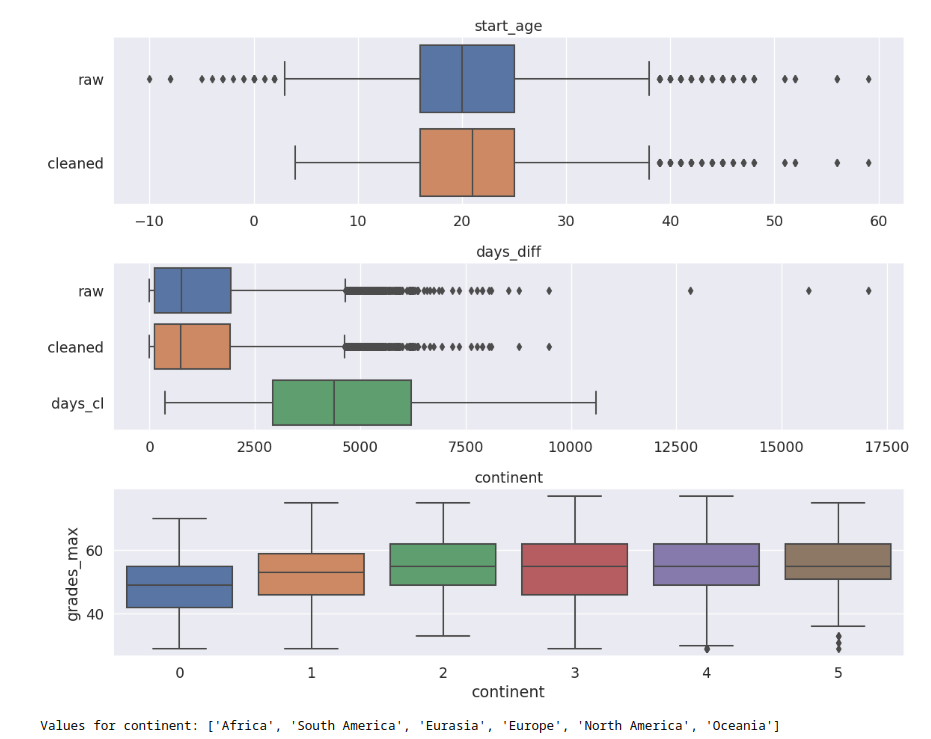 start_age
raw
cleaned
−10 0 10 20 30 40 50 60
days_diff
raw
cleaned
days_cl
0 2500 5000 7500 10000 12500 15000 17500
continent
grades_max
60
40
0 1 2 3 4 5
continent
Values for continent: ['Africa', 'South America', 'Eurasia', 'Europe', 'North America', 'Oceania']